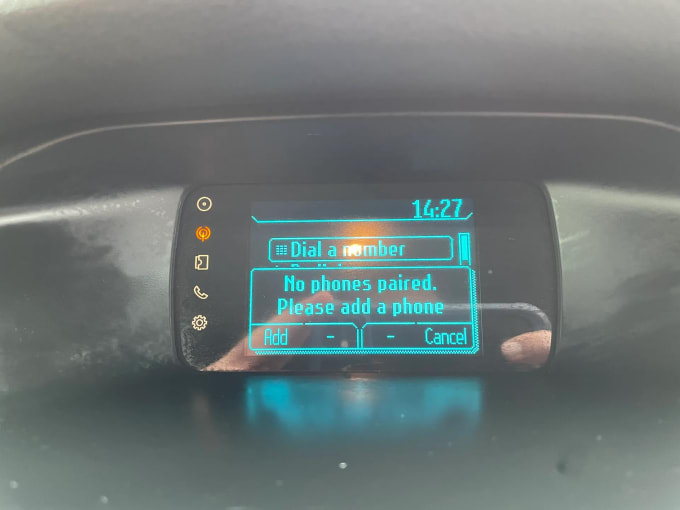 14:27
Dial a number
No phones paired.
Please add a phone
Add - - Cancel